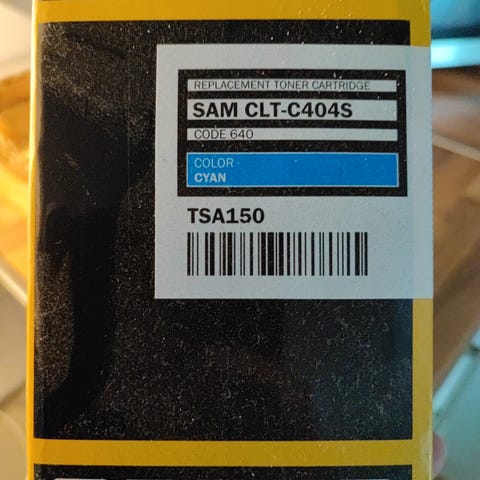 REPLACEMENT TONER CARTRIDGE
SAM CLT-C404S
CODE 640
COLOR
CYAN
TSA150